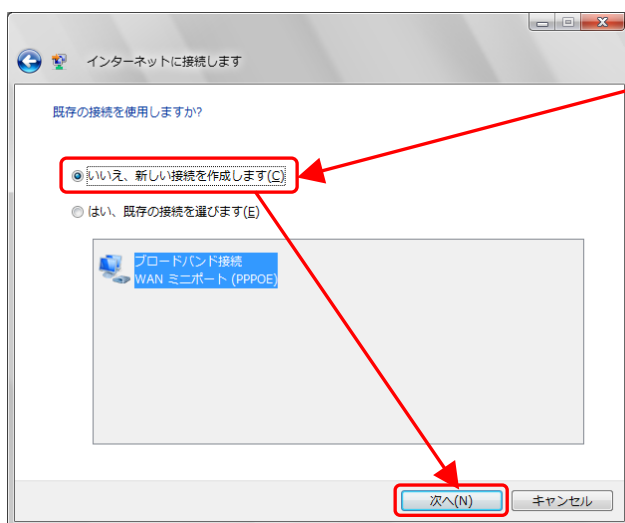 インターネットに接続します
既存の接続を使用しますか?
いいえ、新しい接続を作成します(C)
はい、既存の接続を選びます(E)
ブロードバンド接続
WAN ミニポート (PPPOE)
次へ(N)
キャンセル